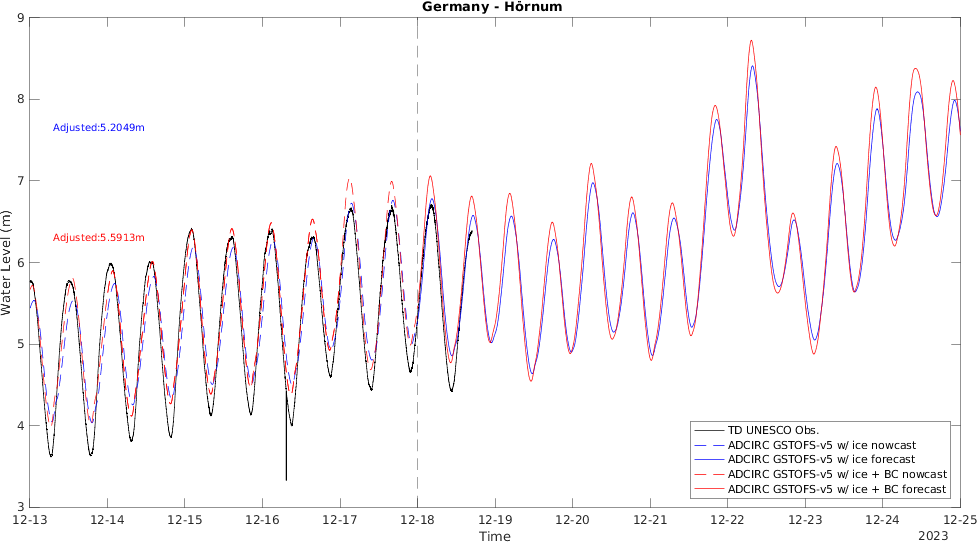 Germany - Hörnum
9
8
7
6
5
4
3
Water Level (m)
Adjusted:5.2049m
Adjusted:5.5913m
TD UNESCO Obs.
ADCIRC GSTOFS-v5 w/ ice nowcast
ADCIRC GSTOFS-v5 w/ ice forecast
ADCIRC GSTOFS-v5 w/ ice + BC nowcast
ADCIRC GSTOFS-v5 w/ ice + BC forecast
12-13 12-14 12-15 12-16 12-17 12-18 12-19 12-20 12-21 12-22 12-23 12-24 12-25
Time
2023